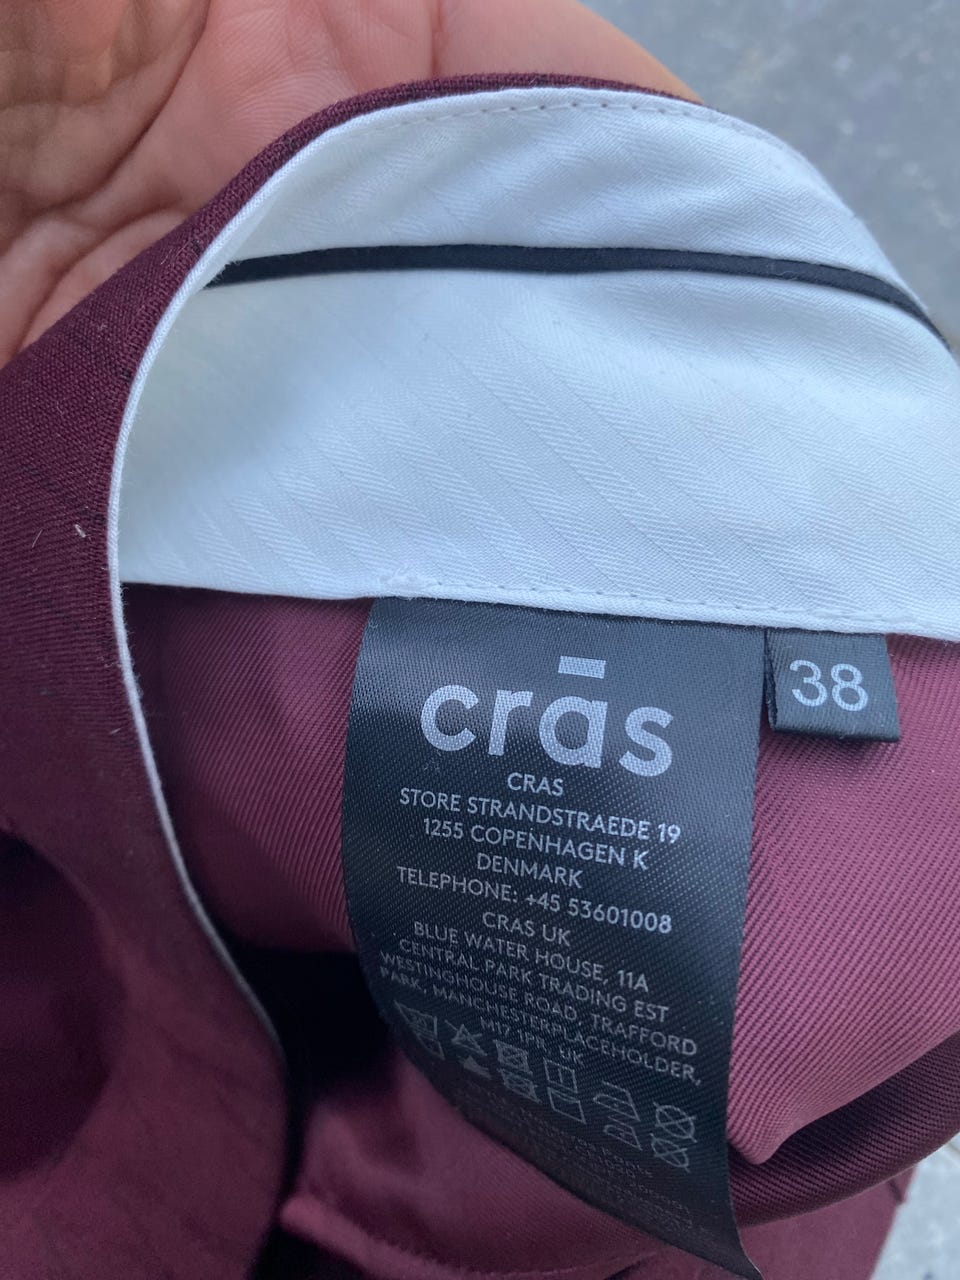 crās
38
CRAS
STORE STRANDSTRAEDE 19
1255 COPENHAGEN K
DENMARK
TELEPHONE: +45 53601008
CRAS UK
BLUE WATER HOUSE, 11A
CENTRAL PARK TRADING EST
WESTINGHOUSE ROAD, TRAFFORD
PARK, MANCHESTERPLACEHOLDER,
M17 1PR, UK